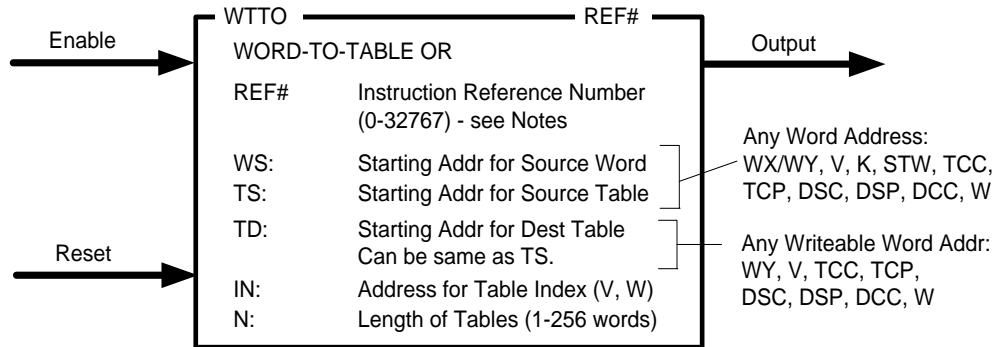 WTTO REF#
Enable
Output
WORD-TO-TABLE OR
REF# Instruction Reference Number
(0-32767) - see Notes
WS: Starting Addr for Source Word
TS: Starting Addr for Source Table
TD: Starting Addr for Dest Table
Can be same as TS.
IN: Address for Table Index (V, W)
N: Length of Tables (1-256 words)
Reset
Any Word Address:
WX/WY, V, K, STW, TCC,
TCP, DSC, DSP, DCC, W
Any Writeable Word Addr:
WY, V, TCC, TCP,
DSC, DSP, DCC, W